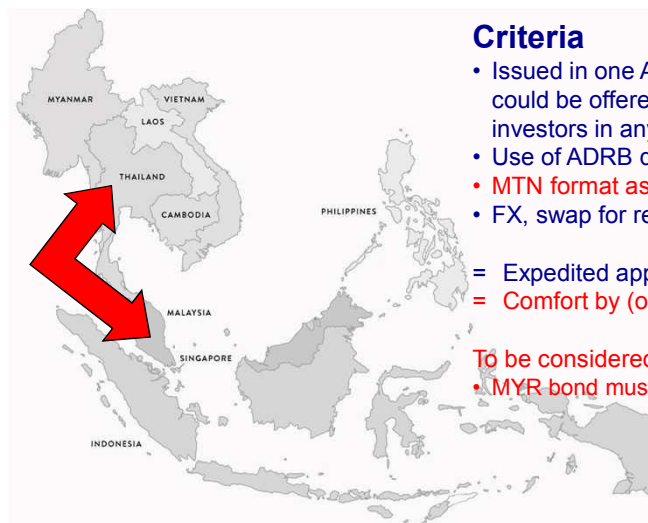 Criteria
• Issued in one A
could be offere
investors in any
• Use of ADRB
• MTN format as
• FX, swap for re
= Expedited app
= Comfort by (o
To be considered
• MYR bond mus
MYANMAR
VIETNAM
LAOS
THAILAND
CAMBODIA
PHILIPPINES
MALAYSIA
SINGAPORE
INDONESIA